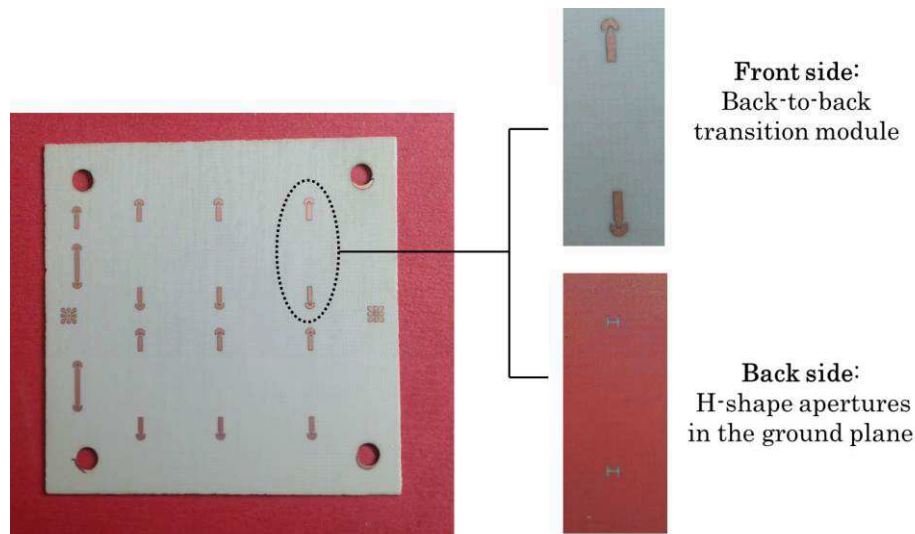 Front side:
Back-to-back
transition module
Back side:
H-shape apertures
in the ground plane